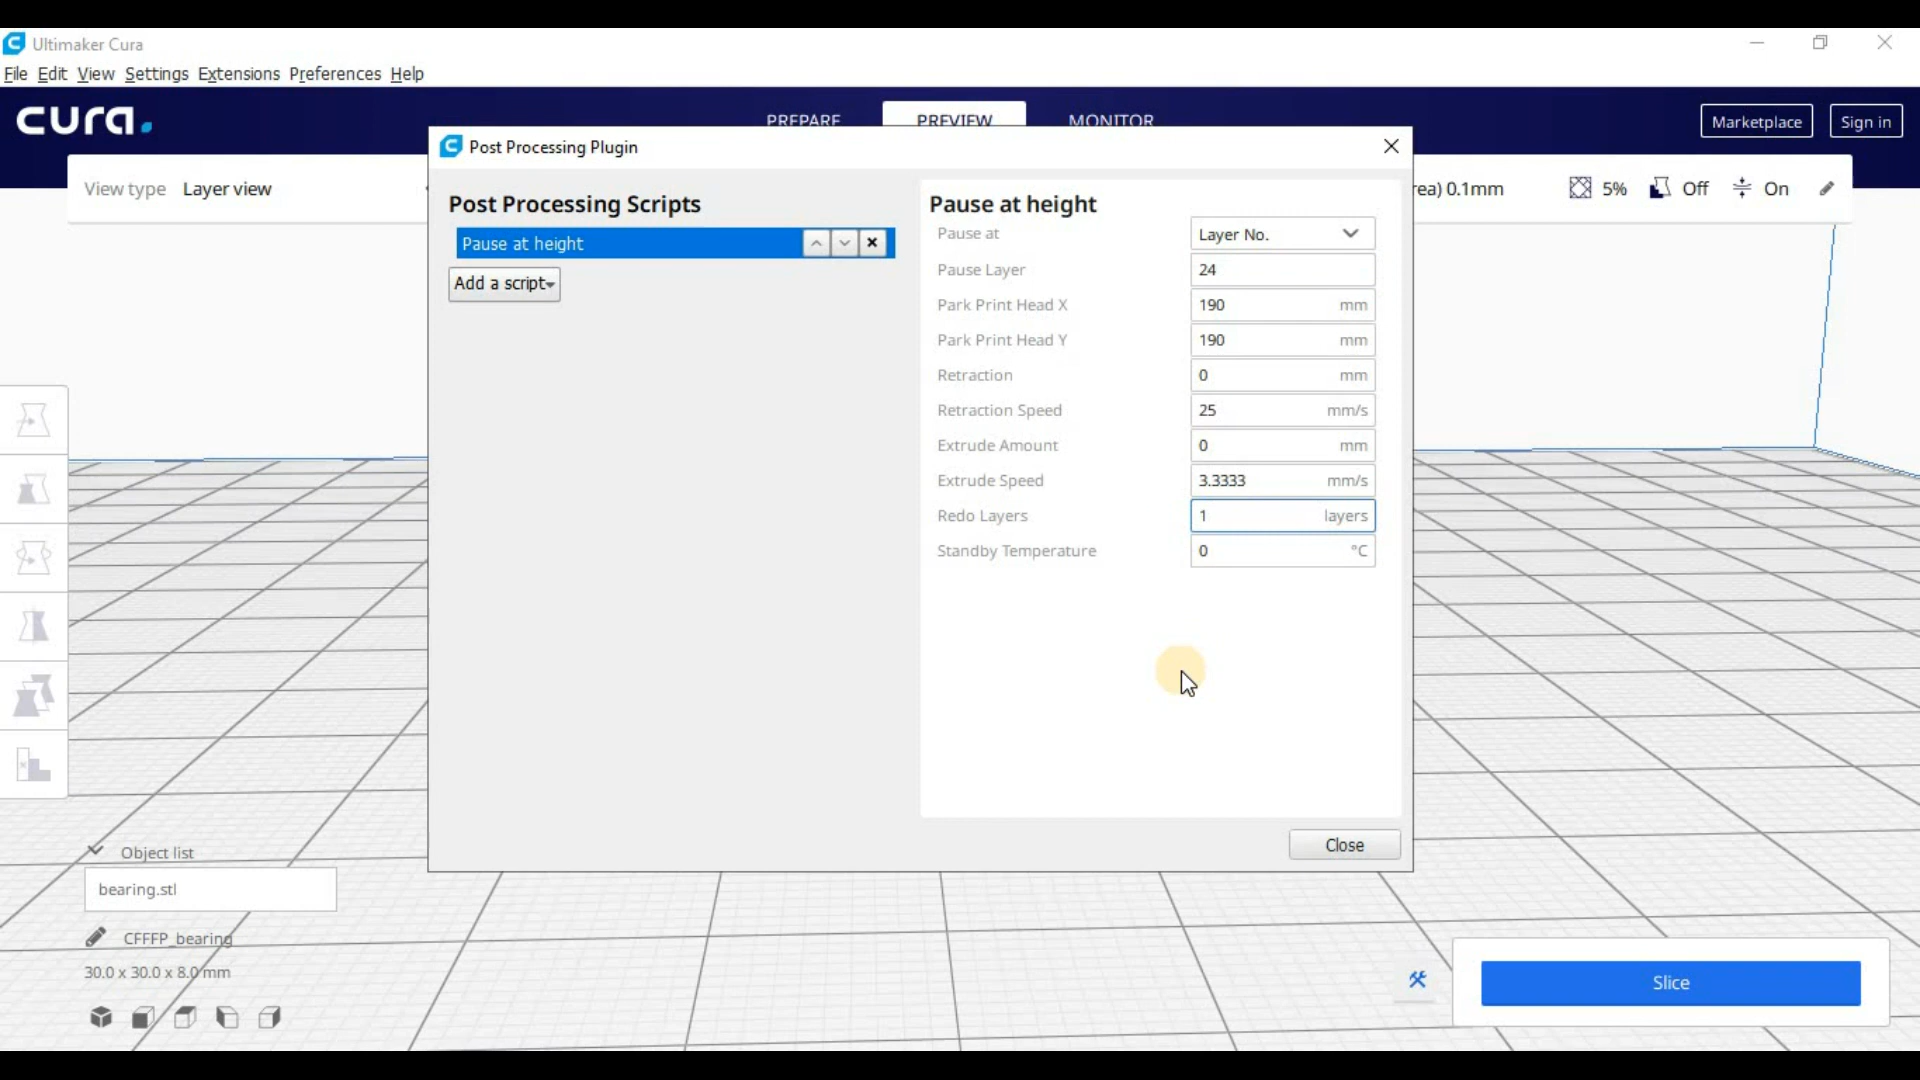 Ultimaker Cura
File Edit View Settings Extensions Preferences Help
cura.
PREPARE PREVIEW MONITOR
Marketplace
Sign in
View type Layer view
Post Processing Plugin
rea) 0.1mm
5%
Off
On
Post Processing Scripts
Pause at height
Add a script
Pause at height
Pause at Layer No.
Pause Layer 24
Park Print Head X 190 mm
Park Print Head Y 190 mm
Retraction 0 mm
Retraction Speed 25 mm/s
Extrude Amount 0 mm
Extrude Speed 3.3333 mm/s
Redo Layers 1 layers
Standby Temperature 0 °C
Close
Object list
bearing.stl
CFFFP_bearing
30.0 x 30.0 x 8.0 mm
Slice